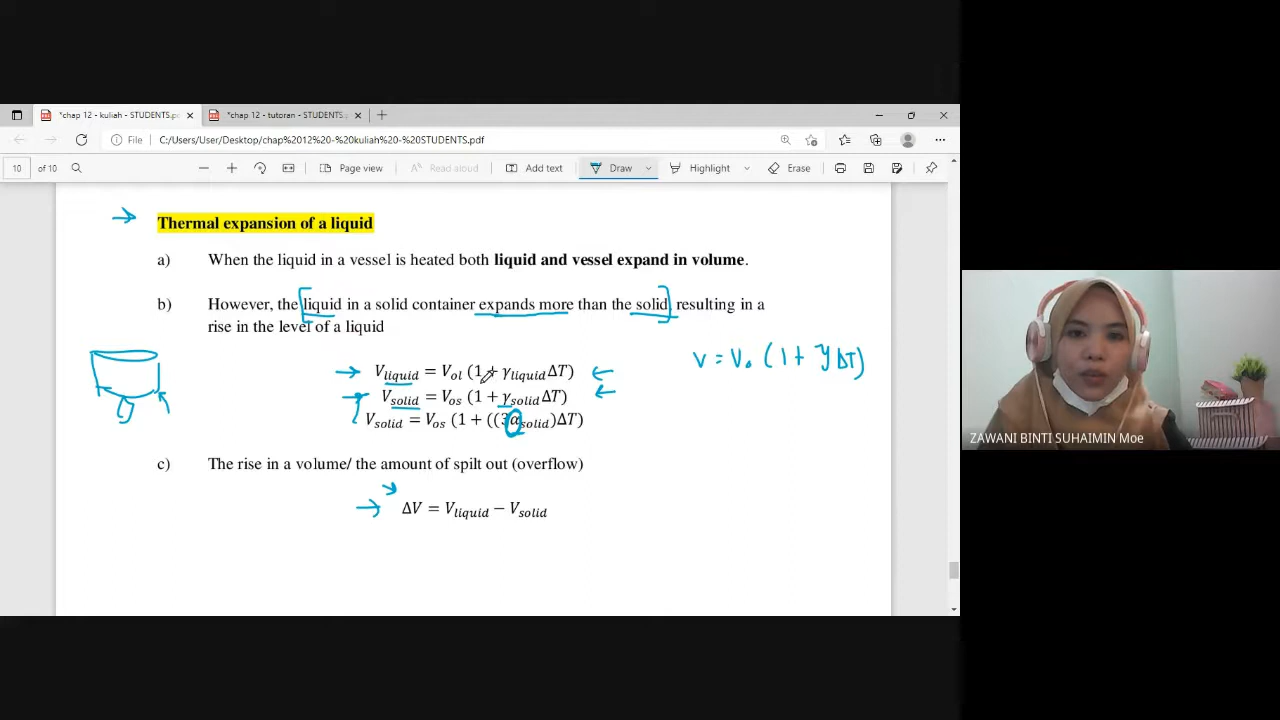 *chap 12 - kuliah - STUDENTS.p
*chap 12 - tutoran - STUDENTS.
File C:/Users/User/Desktop/chap%2012%20-%20kuliah%20-%20STUDENTS.pdf
10 of 10 Page view Read aloud Add text Draw Highlight Erase
Thermal expansion of a liquid
a) When the liquid in a vessel is heated both liquid and vessel expand in volume.
b) However, the liquid in a solid container expands more than the solid resulting in a
rise in the level of a liquid
V = V₀ (1 + γ ΔT)
V_liquid = V_ol (1 + γ_liquid ΔT)
V_solid = V_os (1 + γ_solid ΔT)
V_solid = V_os (1 + ((3α_solid)ΔT)
c) The rise in a volume/ the amount of spilt out (overflow)
ΔV = V_liquid − V_solid
ZAWANI BINTI SUHAIMIN Moe